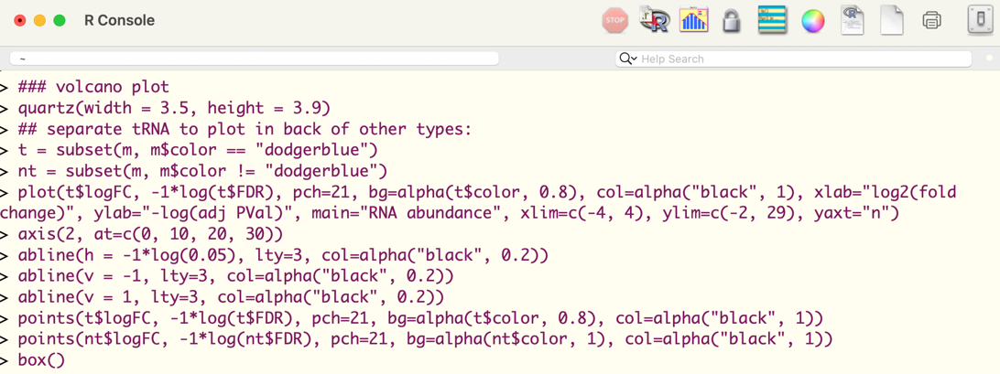 R Console
STOP
R
R
~
Help Search
> ### volcano plot
> quartz(width = 3.5, height = 3.9)
> ## separate tRNA to plot in back of other types:
> t = subset(m, m$color == "dodgerblue")
> nt = subset(m, m$color != "dodgerblue")
> plot(t$logFC, -1*log(t$FDR), pch=21, bg=alpha(t$color, 0.8), col=alpha("black", 1), xlab="log2(fold
change)", ylab="-log(adj PVal)", main="RNA abundance", xlim=c(-4, 4), ylim=c(-2, 29), yaxt="n")
> axis(2, at=c(0, 10, 20, 30))
> abline(h = -1*log(0.05), lty=3, col=alpha("black", 0.2))
> abline(v = -1, lty=3, col=alpha("black", 0.2))
> abline(v = 1, lty=3, col=alpha("black", 0.2))
> points(t$logFC, -1*log(t$FDR), pch=21, bg=alpha(t$color, 0.8), col=alpha("black", 1))
> points(nt$logFC, -1*log(nt$FDR), pch=21, bg=alpha(nt$color, 1), col=alpha("black", 1))
> box()